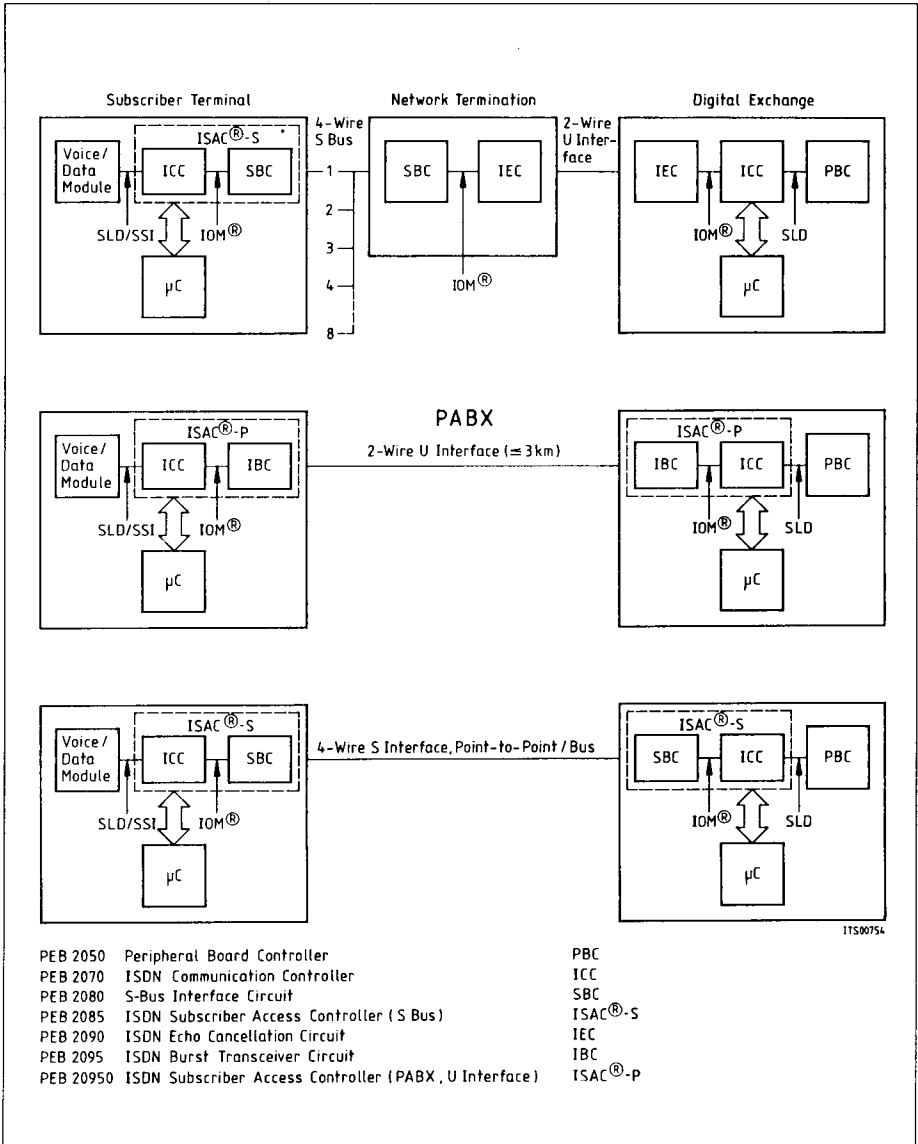 Subscriber Terminal
Network Termination
Digital Exchange
ISAC®-S
4-Wire
S Bus
2-Wire
U Inter-
face
Voice/
Data
Module
ICC
SBC
SBC
IEC
IEC
ICC
PBC
1
2
3
4
8
SLD/SSI
IOM®
IOM®
IOM®
SLD
µC
µC
PABX
2-Wire U Interface (≤ 3km)
ISAC®-P
ISAC®-P
Voice/
Data
Module
ICC
IBC
IBC
ICC
PBC
SLD/SSI
IOM®
IOM®
SLD
µC
µC
ISAC®-S
4-Wire S Interface, Point-to-Point/Bus
ISAC®-S
Voice/
Data
Module
ICC
SBC
SBC
ICC
PBC
SLD/SSI
IOM®
IOM®
SLD
µC
µC
ITS00754
PEB 2050 Peripheral Board Controller PBC
PEB 2070 ISDN Communication Controller ICC
PEB 2080 S-Bus Interface Circuit SBC
PEB 2085 ISDN Subscriber Access Controller (S Bus) ISAC®-S
PEB 2090 ISDN Echo Cancellation Circuit IEC
PEB 2095 ISDN Burst Transceiver Circuit IBC
PEB 20950 ISDN Subscriber Access Controller (PABX, U Interface) ISAC®-P